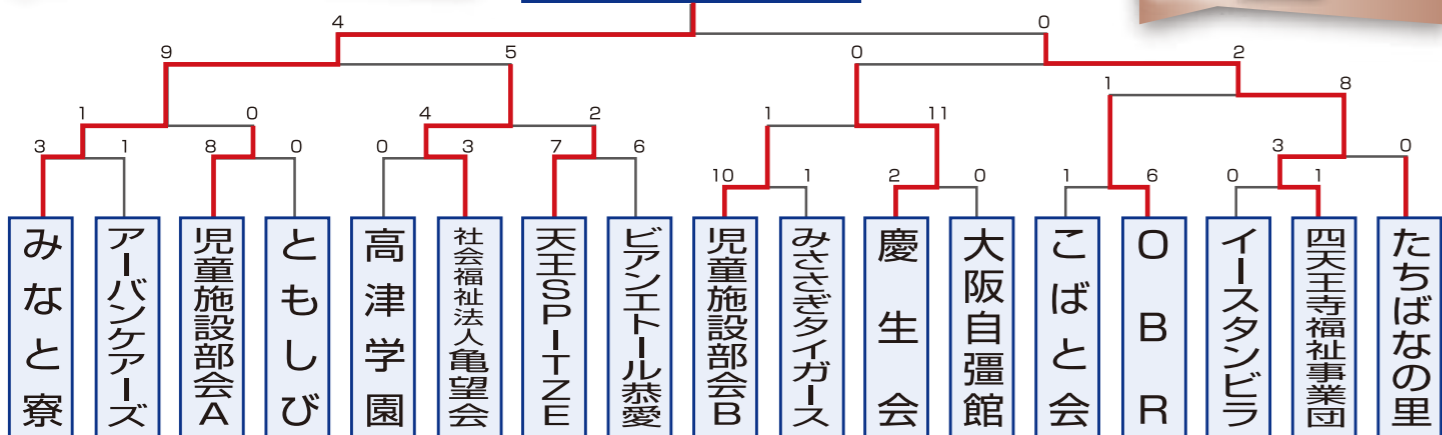 4 0
9 5 0 2
1 8
1 0 4 2 1 11
3 1 8 0 0 3 7 6 3 0
10 1 2 0 1 6 0 1
みなと寮
アーバンケアーズ
児童施設部会A
ともしび
高津学園
社会福祉法人亀望会
天王SPITZE
ビアンエトール恭愛
児童施設部会B
みささぎタイガース
慶生会
大阪自彊館
こばと会
OBR
イースタンビラ
四天王寺福祉事業団
たちばなの里